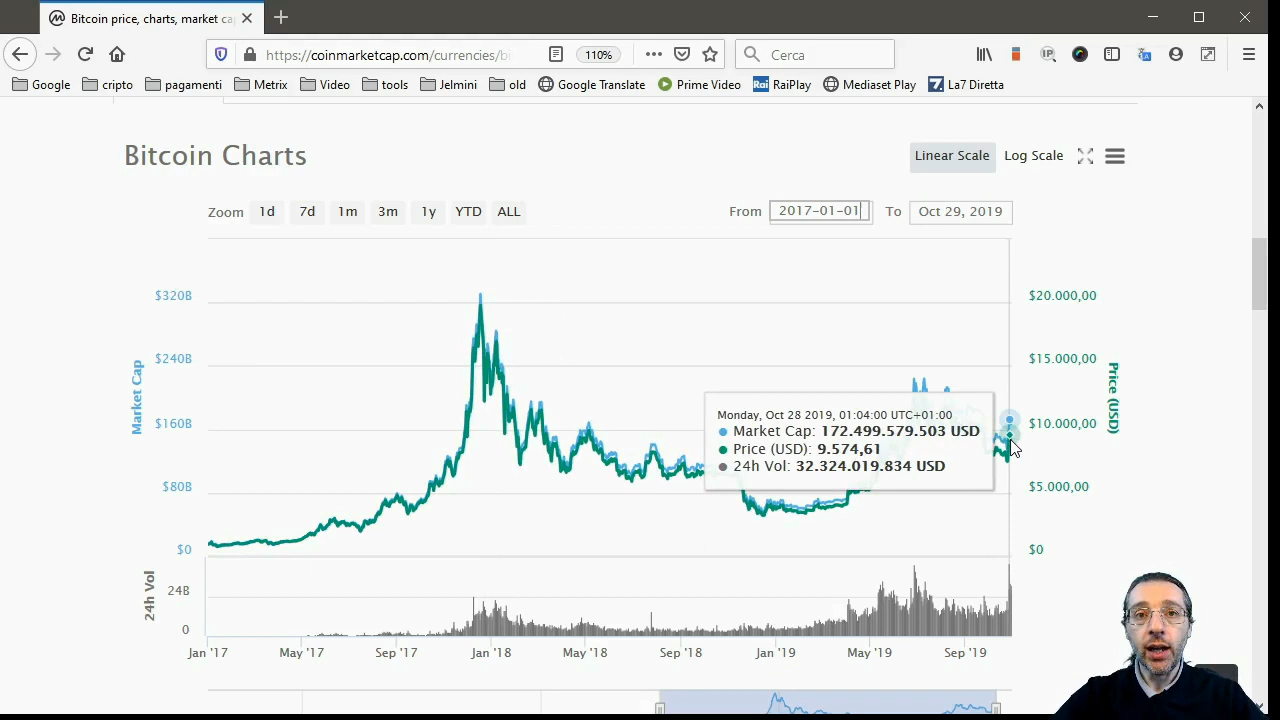 Bitcoin price, charts, market ca
https://coinmarketcap.com/currencies/bi
110%
Cerca
Google cripto pagamenti Metrix Video tools Jelmini old Google Translate Prime Video Rai RaiPlay Mediaset Play 7 La7 Diretta
Bitcoin Charts
Linear Scale Log Scale
Zoom 1d 7d 1m 3m 1y YTD ALL From 2017-01-01 To Oct 29, 2019
$320B $20.000,00
$240B $15.000,00
$160B $10.000,00
$80B $5.000,00
$0 $0
Market Cap
Price (USD)
Monday, Oct 28 2019, 01:04:00 UTC+01:00
Market Cap: 172.499.579.503 USD
Price (USD): 9.574,61
24h Vol: 32.324.019.834 USD
24h Vol
24B
0
Jan '17 May '17 Sep '17 Jan '18 May '18 Sep '18 Jan '19 May '19 Sep '19